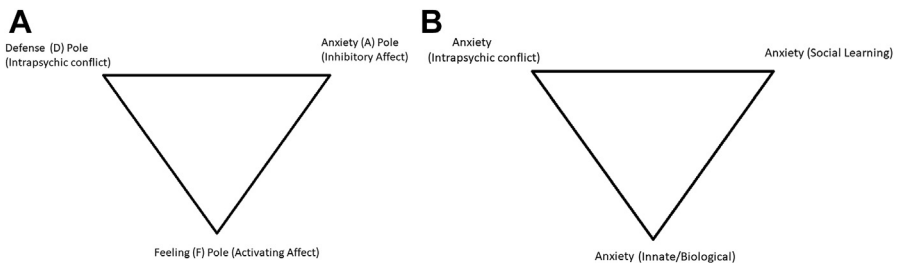 A
Defense (D) Pole
(Intrapsychic conflict)
Anxiety (A) Pole
(Inhibitory Affect)
Feeling (F) Pole (Activating Affect)
B
Anxiety
(Intrapsychic conflict)
Anxiety (Social Learning)
Anxiety (Innate/Biological)